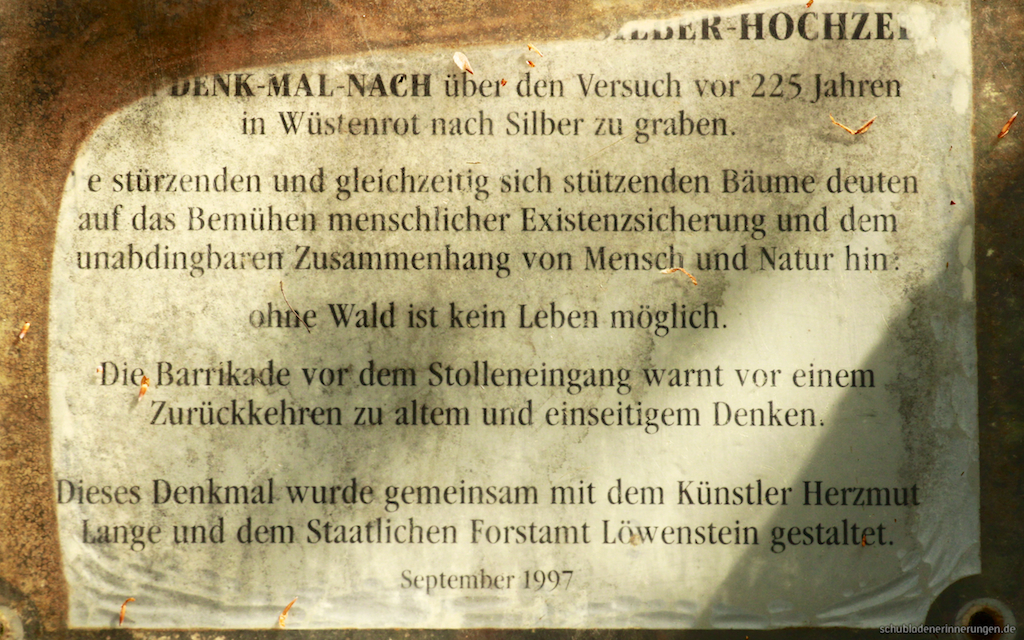 SILBER-HOCHZEI
DENK-MAL-NACH über den Versuch vor 225 Jahren
in Wüstenrot nach Silber zu graben.
e stürzenden und gleichzeitig sich stützenden Bäume deuten
auf das Bemühen menschlicher Existenzsicherung und dem
unabdingbaren Zusammenhang von Mensch und Natur hin:
ohne Wald ist kein Leben möglich.
Die Barrikade vor dem Stolleneingang warnt vor einem
Zurückkehren zu altem und einseitigem Denken.
Dieses Denkmal wurde gemeinsam mit dem Künstler Herzmut
Lange und dem Staatlichen Forstamt Löwenstein gestaltet.
September 1997
schubladenerinnerungen.de